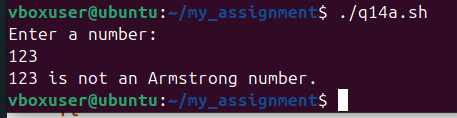 vboxuser@ubuntu:~/my_assignment$ ./q14a.sh
Enter a number:
123
123 is not an Armstrong number.
vboxuser@ubuntu:~/my_assignment$